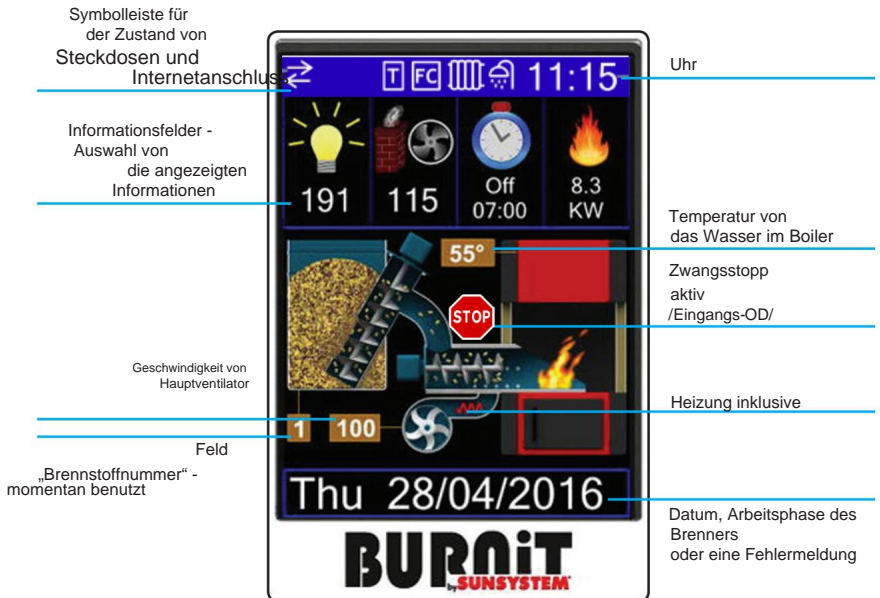 Symbolleiste für
der Zustand von
Steckdosen und
Internetanschluss
Informationsfelder -
Auswahl von
die angezeigten
Informationen
Geschwindigkeit von
Hauptventilator
Feld
„Brennstoffnummer“ -
momentan benutzt
T FC 11:15
191 115 Off 8.3
07:00 KW
55°
STOP
1 100
Thu 28/04/2016
BURNiT
by SUNSYSTEM
Uhr
Temperatur von
das Wasser im Boiler
Zwangsstopp
aktiv
/Eingangs-OD/
Heizung inklusive
Datum, Arbeitsphase des
Brenners
oder eine Fehlermeldung